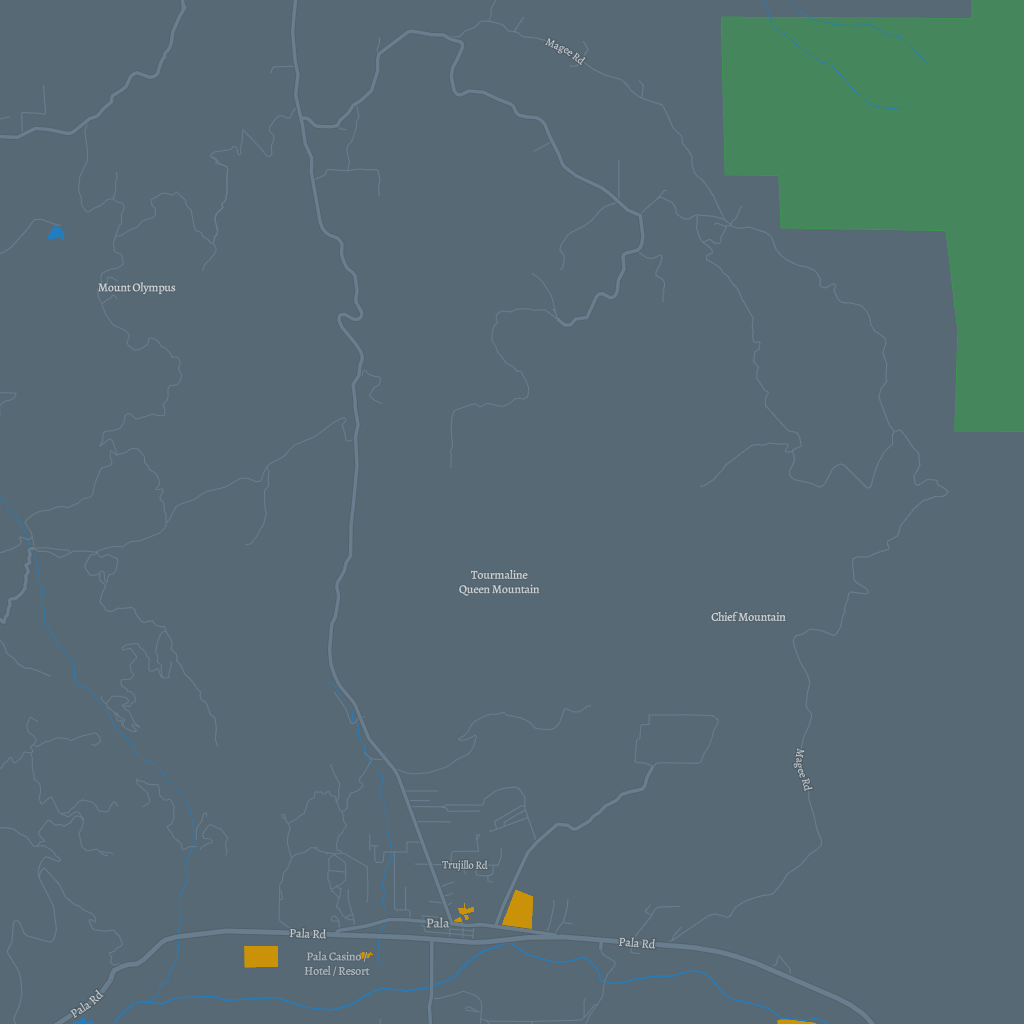 Magee Rd
Mount Olympus
Tourmaline
Queen Mountain
Chief Mountain
Magee Rd
Trujillo Rd
Pala
Pala Rd
Pala Rd
Pala Casino
Hotel / Resort
Pala Rd